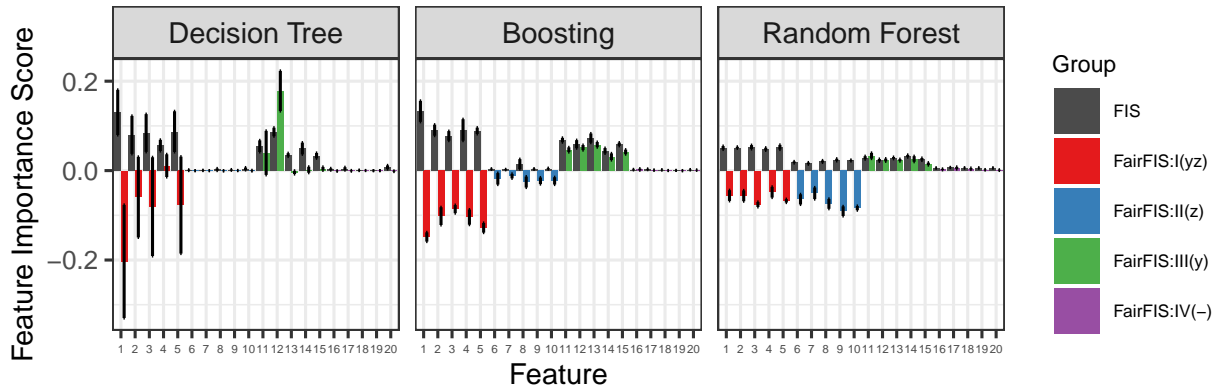 Decision Tree Boosting Random Forest
Feature Importance Score
0.2
0.0
−0.2
1 2 3 4 5 6 7 8 9 10 11 12 13 14 15 16 17 18 19 20
1 2 3 4 5 6 7 8 9 10 11 12 13 14 15 16 17 18 19 20
1 2 3 4 5 6 7 8 9 10 11 12 13 14 15 16 17 18 19 20
Feature
Group
FIS
FairFIS:I(yz)
FairFIS:II(z)
FairFIS:III(y)
FairFIS:IV(−)